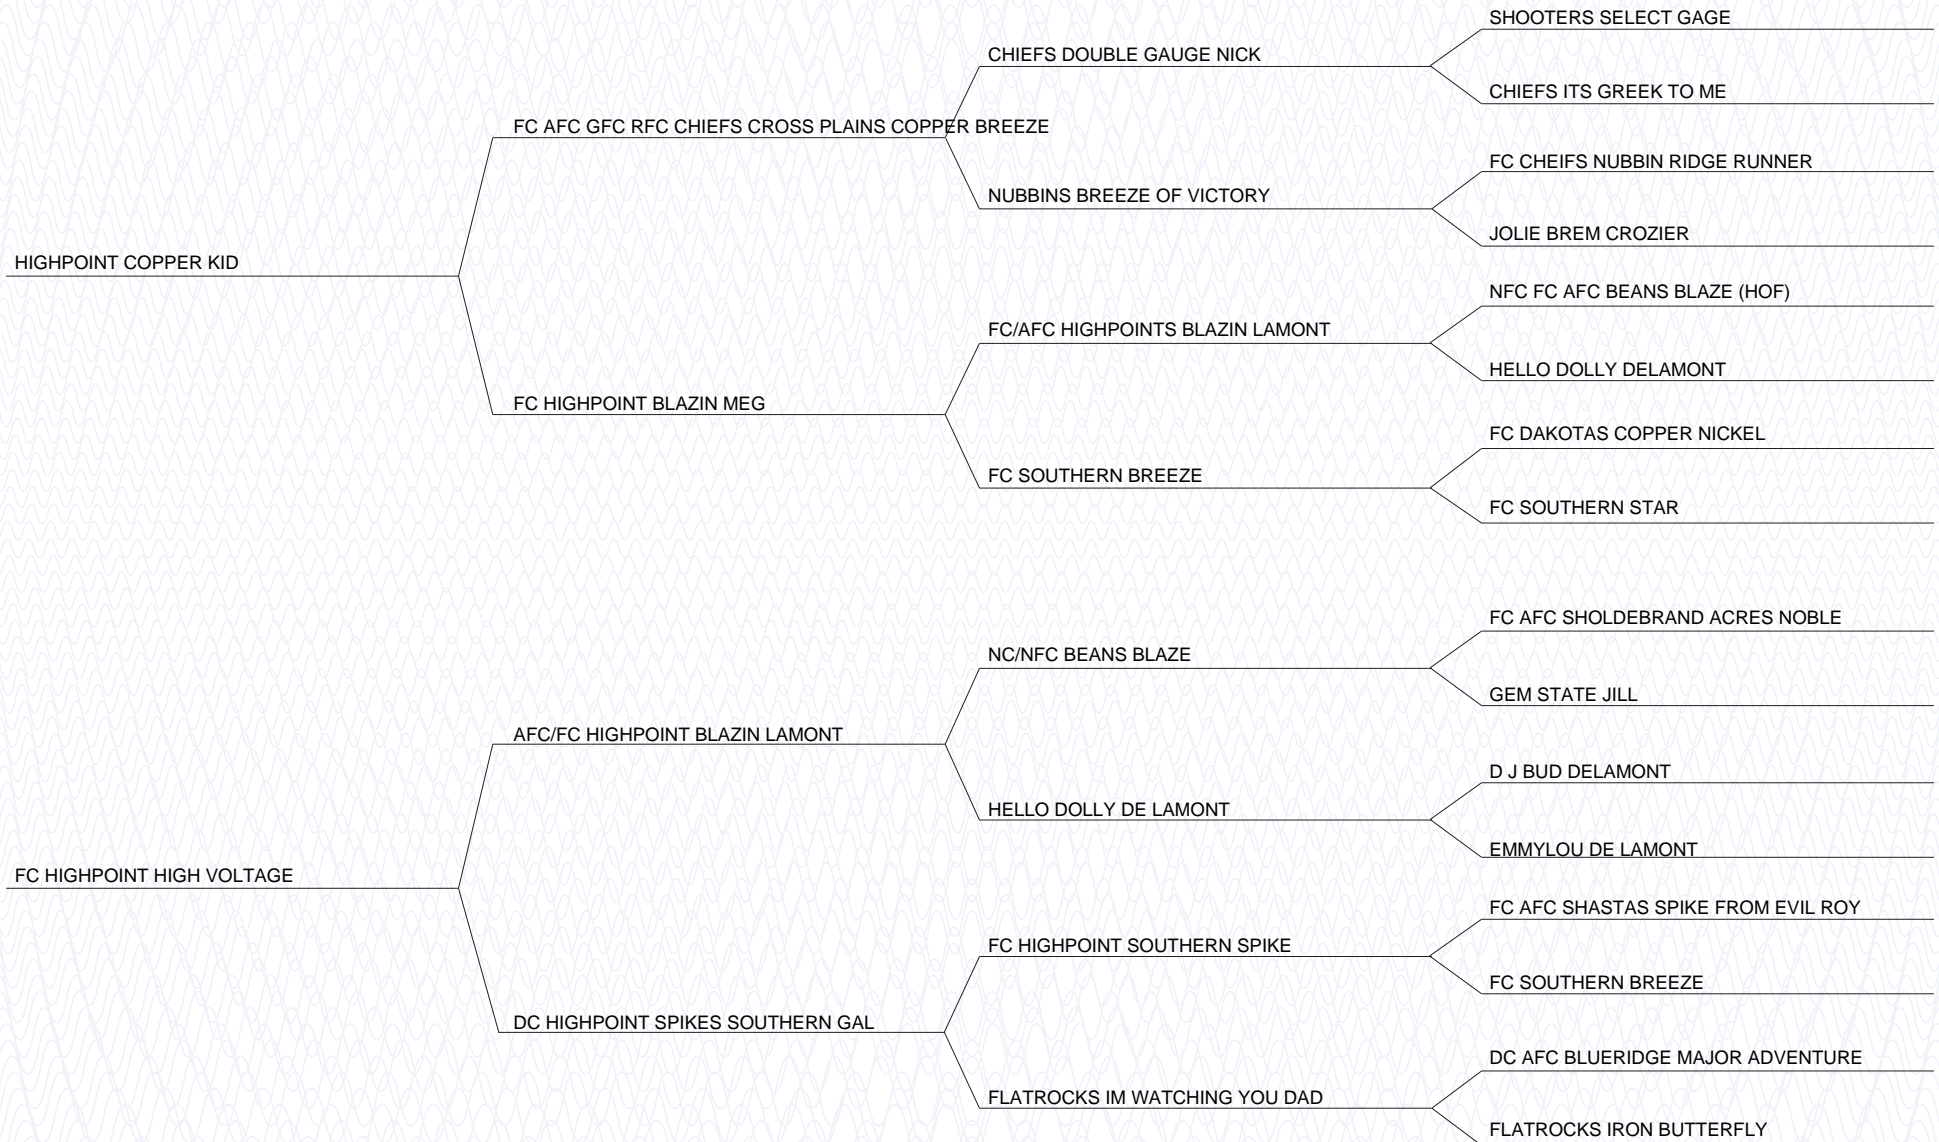 SHOOTERS SELECT GAGE
CHIEFS DOUBLE GAUGE NICK
CHIEFS ITS GREEK TO ME
FC AFC GFC RFC CHIEFS CROSS PLAINS COPPER BREEZE
FC CHEIFS NUBBIN RIDGE RUNNER
NUBBINS BREEZE OF VICTORY
JOLIE BREM CROZIER
HIGHPOINT COPPER KID
NFC FC AFC BEANS BLAZE (HOF)
FC/AFC HIGHPOINTS BLAZIN LAMONT
HELLO DOLLY DELAMONT
FC HIGHPOINT BLAZIN MEG
FC DAKOTAS COPPER NICKEL
FC SOUTHERN BREEZE
FC SOUTHERN STAR
FC AFC SHOLDEBRAND ACRES NOBLE
NC/NFC BEANS BLAZE
GEM STATE JILL
AFC/FC HIGHPOINT BLAZIN LAMONT
D J BUD DELAMONT
HELLO DOLLY DE LAMONT
EMMYLOU DE LAMONT
FC HIGHPOINT HIGH VOLTAGE
FC AFC SHASTAS SPIKE FROM EVIL ROY
FC HIGHPOINT SOUTHERN SPIKE
FC SOUTHERN BREEZE
DC HIGHPOINT SPIKES SOUTHERN GAL
DC AFC BLUERIDGE MAJOR ADVENTURE
FLATROCKS IM WATCHING YOU DAD
FLATROCKS IRON BUTTERFLY